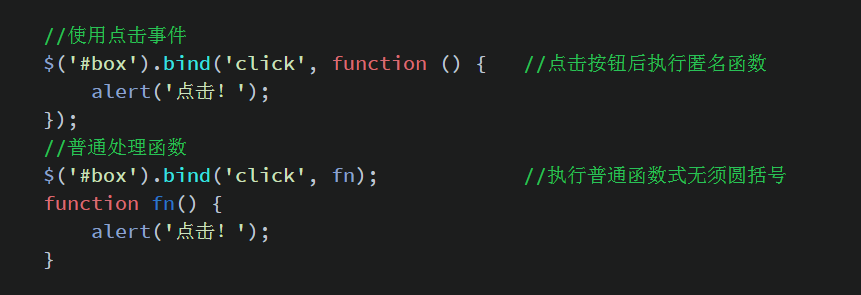 //使用点击事件
$('#box').bind('click', function () {   //点击按钮后执行匿名函数
    alert('点击！');
});
//普通处理函数
$('#box').bind('click', fn);            //执行普通函数式无须圆括号
function fn() {
    alert('点击！');
}